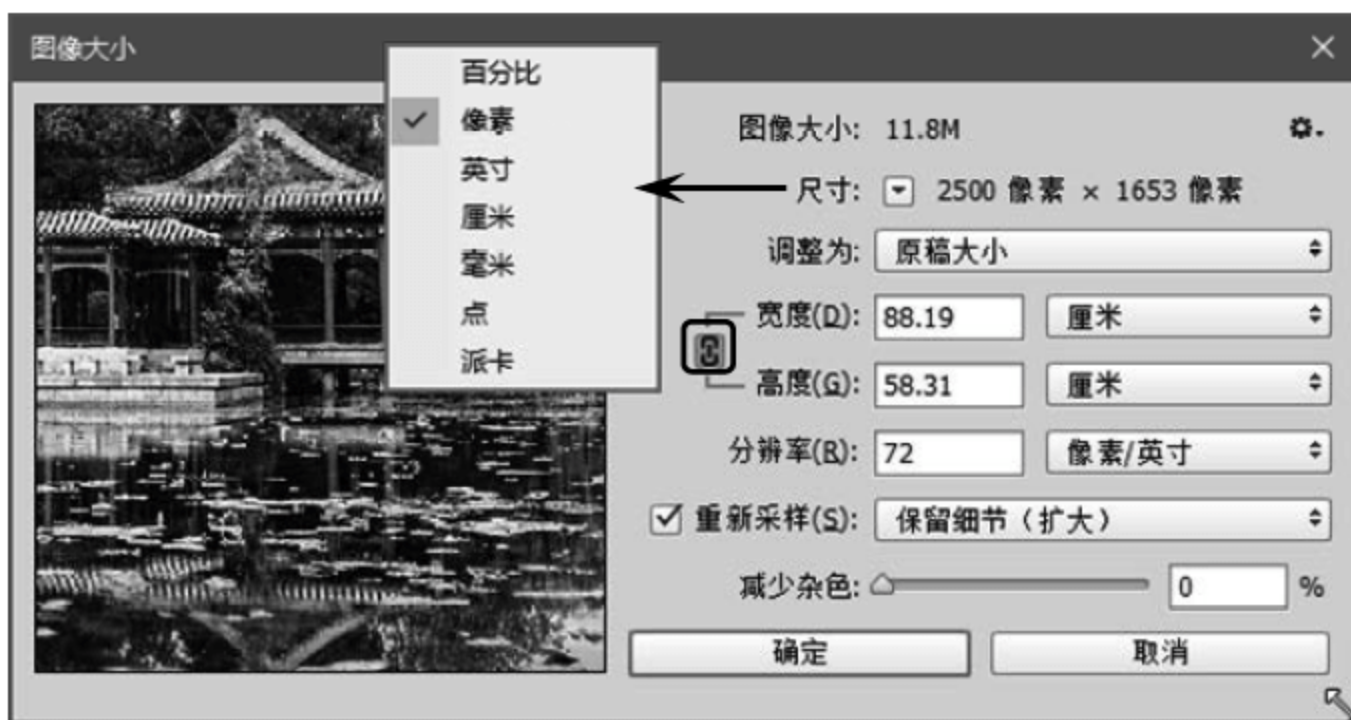 图像大小
百分比
像素
英寸
厘米
毫米
点
派卡
图像大小: 11.8M
尺寸: 2500 像素 × 1653 像素
调整为: 原稿大小
宽度(D): 88.19 厘米
高度(G): 58.31 厘米
分辨率(R): 72 像素/英寸
重新采样(S): 保留细节（扩大）
减少杂色: 0 %
确定 取消